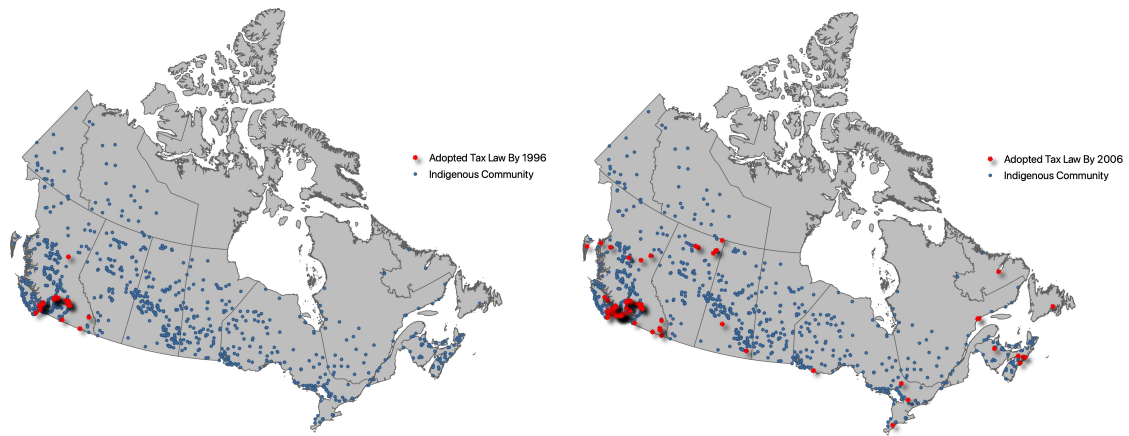 Adopted Tax Law By 1996
Indigenous Community
Adopted Tax Law By 2006
Indigenous Community